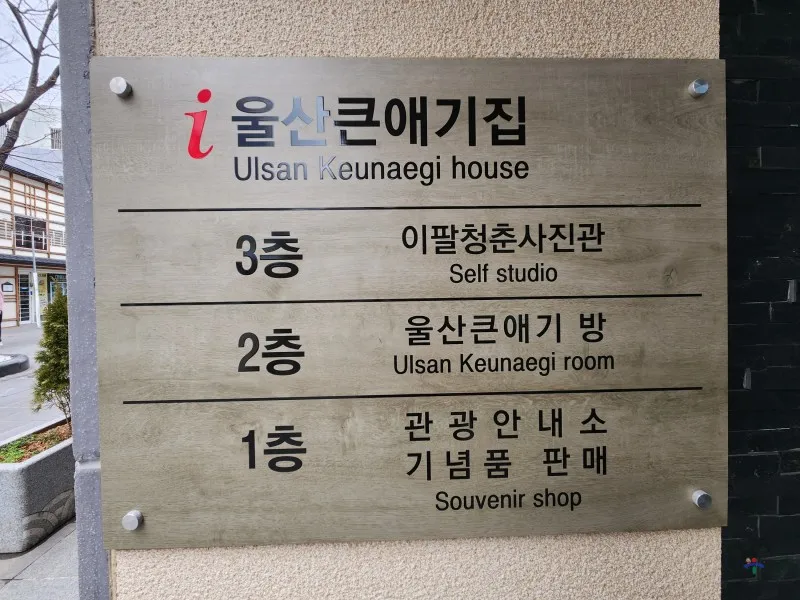 i 울산큰애기집
Ulsan Keunaegi house
3층 이팔청춘사진관
Self studio
2층 울산큰애기 방
Ulsan Keunaegi room
1층 관광안내소
기념품 판매
Souvenir shop